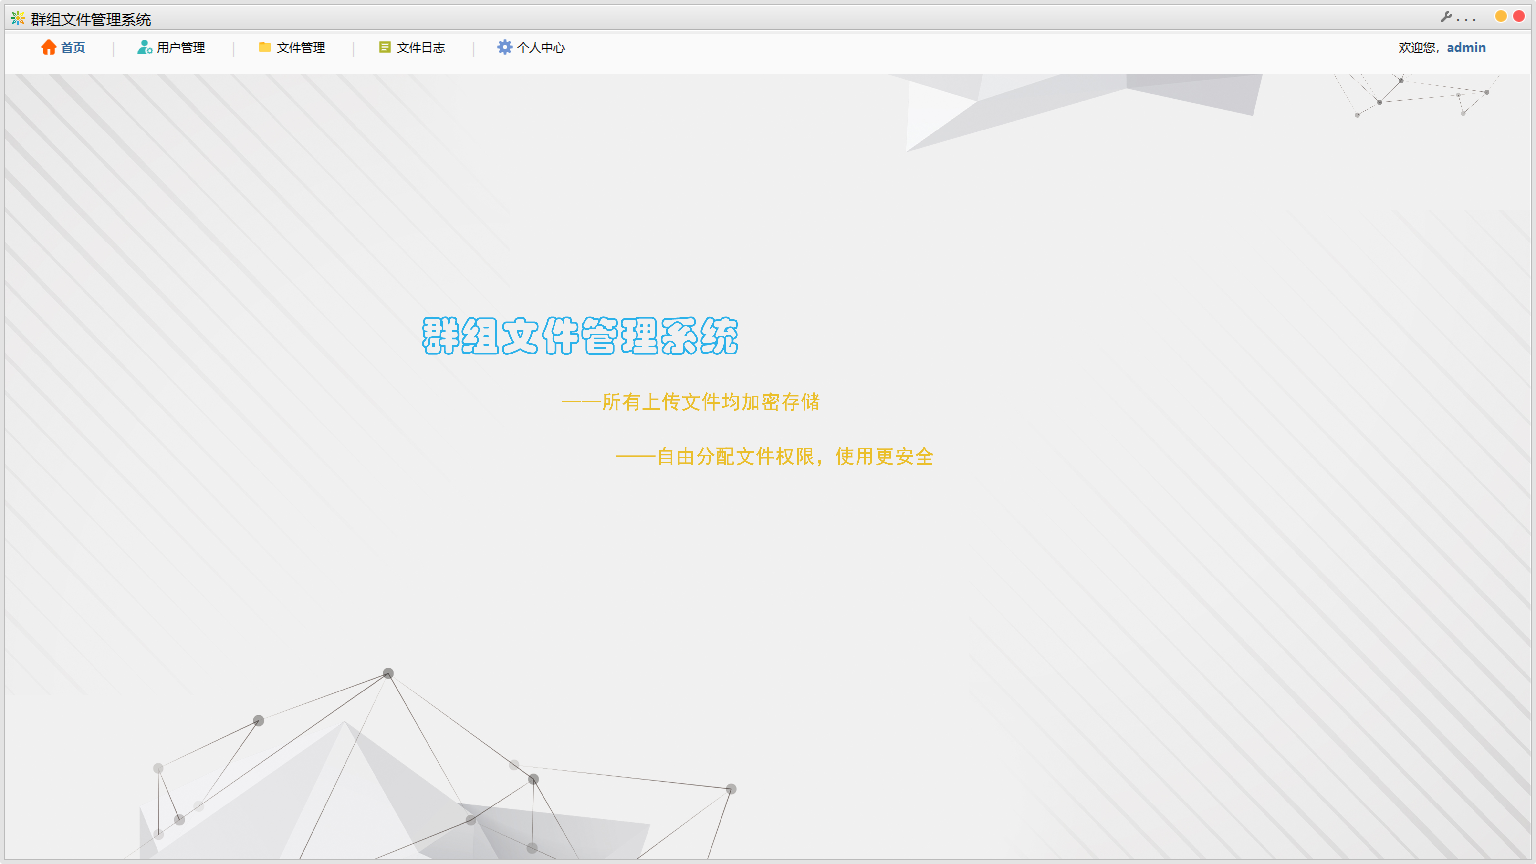 群组文件管理系统
...
首页 用户管理 文件管理 文件日志 个人中心 欢迎您，admin
群组文件管理系统
——所有上传文件均加密存储
——自由分配文件权限，使用更安全